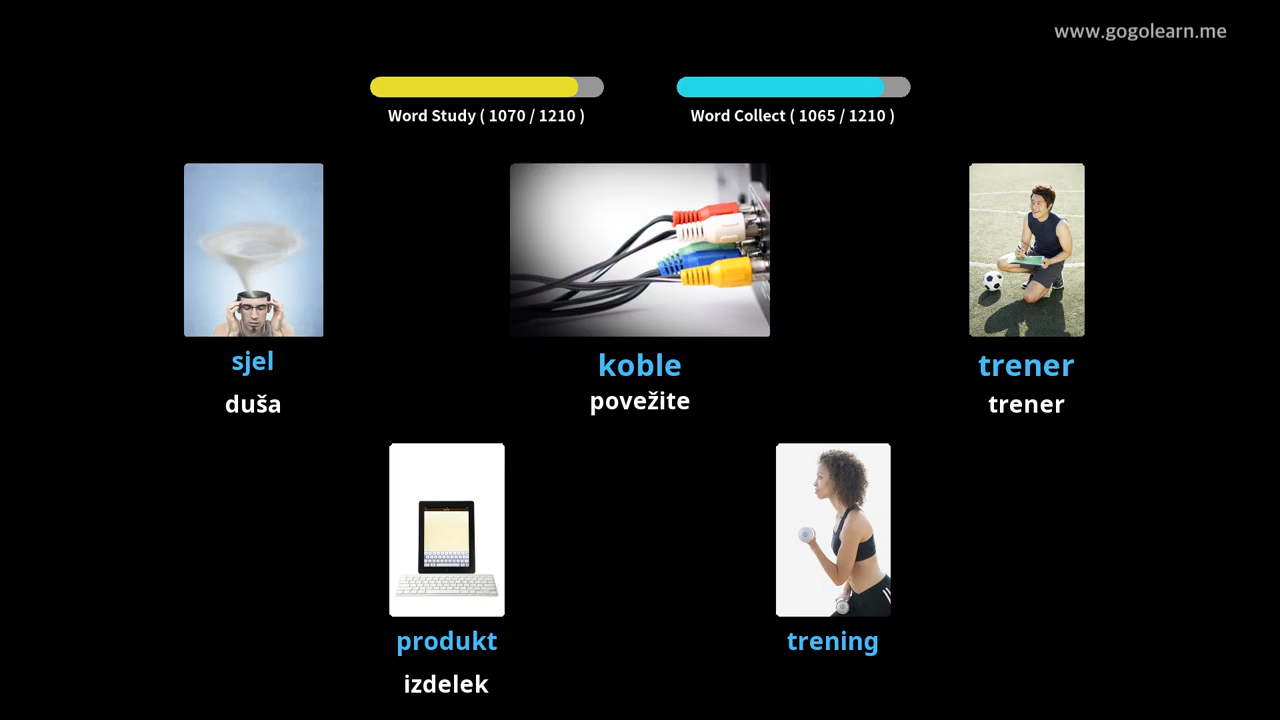 www.gogolearn.me
Word Study ( 1070 / 1210 )
Word Collect ( 1065 / 1210 )
sjel
koble
trener
duša
povežite
trener
produkt
trening
izdelek